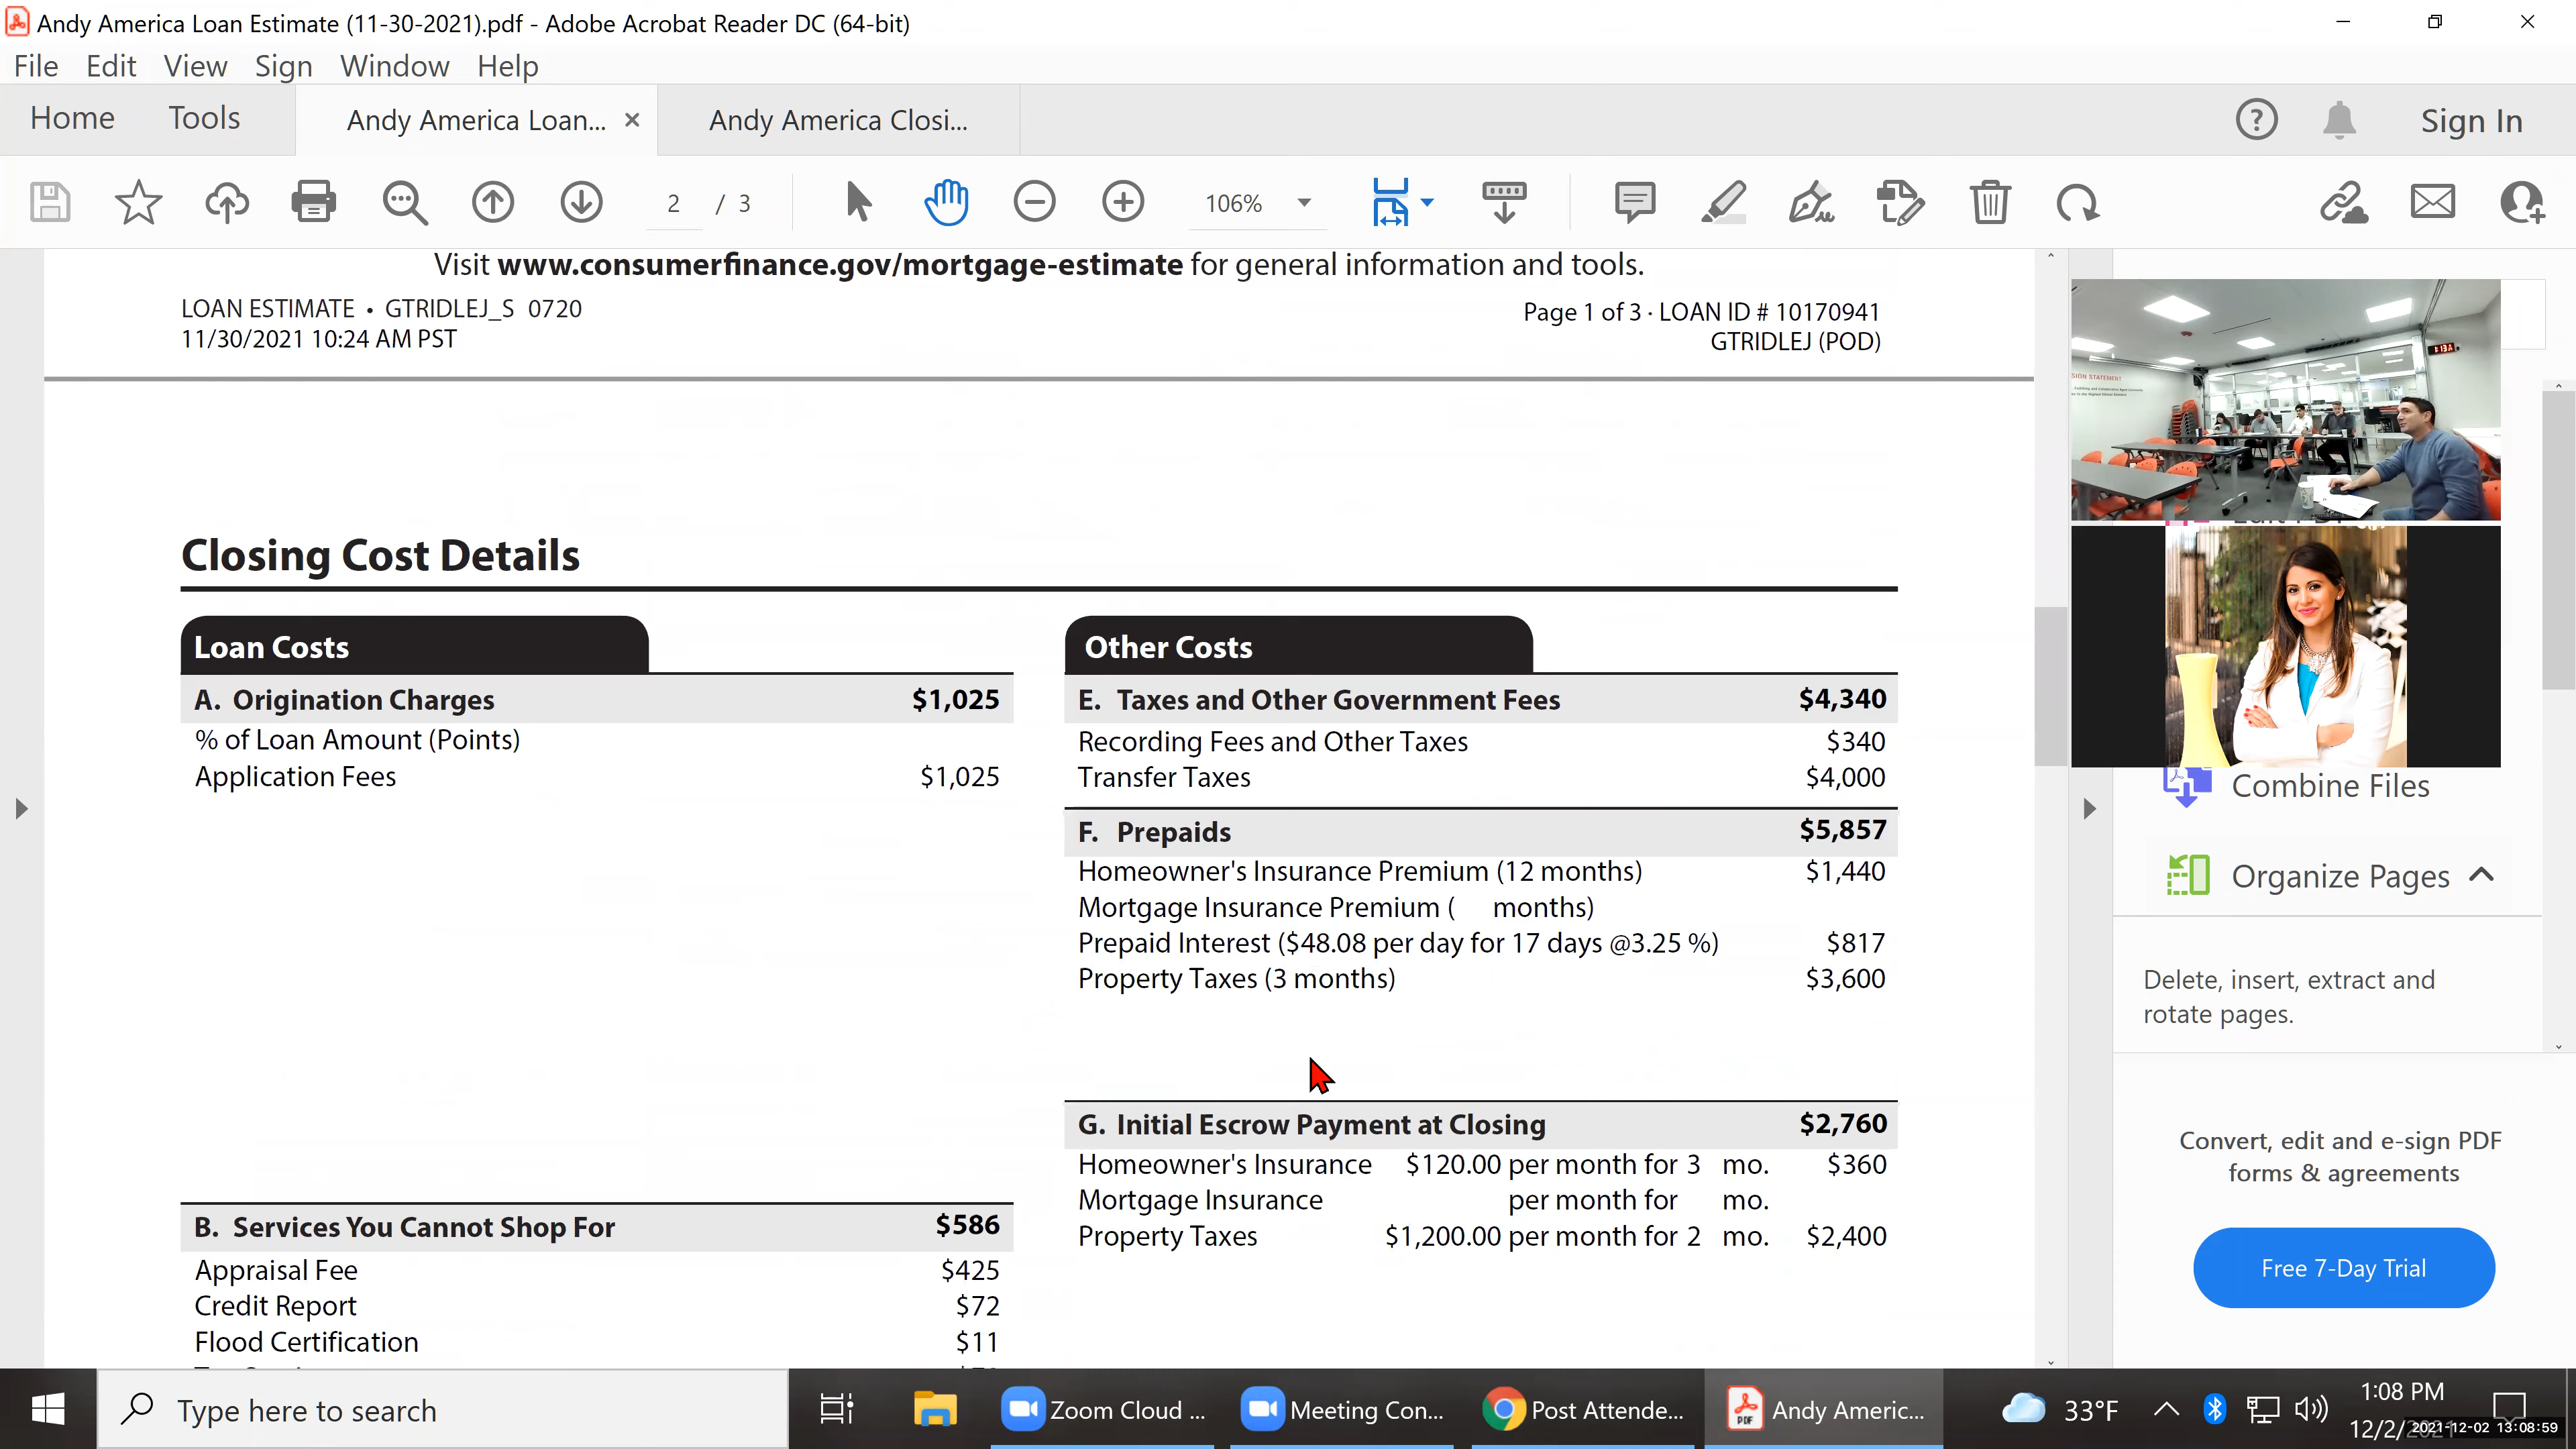 Andy America Loan Estimate (11-30-2021).pdf - Adobe Acrobat Reader DC (64-bit)
File Edit View Sign Window Help
Home Tools Andy America Loan... Andy America Closi... Sign In
2 / 3 106%
Visit www.consumerfinance.gov/mortgage-estimate for general information and tools.
LOAN ESTIMATE • GTRIDLEJ_S 0720
11/30/2021 10:24 AM PST
Page 1 of 3 · LOAN ID # 10170941
GTRIDLEJ (POD)
Closing Cost Details
Loan Costs
A. Origination Charges $1,025
% of Loan Amount (Points)
Application Fees $1,025
B. Services You Cannot Shop For $586
Appraisal Fee $425
Credit Report $72
Flood Certification $11
Other Costs
E. Taxes and Other Government Fees $4,340
Recording Fees and Other Taxes $340
Transfer Taxes $4,000
F. Prepaids $5,857
Homeowner's Insurance Premium (12 months) $1,440
Mortgage Insurance Premium ( months)
Prepaid Interest ($48.08 per day for 17 days @3.25 %) $817
Property Taxes (3 months) $3,600
G. Initial Escrow Payment at Closing $2,760
Homeowner's Insurance $120.00 per month for 3 mo. $360
Mortgage Insurance per month for mo.
Property Taxes $1,200.00 per month for 2 mo. $2,400
SION STATEMENT
Combine Files
Organize Pages
Delete, insert, extract and
rotate pages.
Convert, edit and e-sign PDF
forms & agreements
Free 7-Day Trial
Type here to search
Zoom Cloud ... Meeting Con... Post Attende... Andy Americ...
33°F
1:08 PM
12/2/
2021-12-02 13:08:59